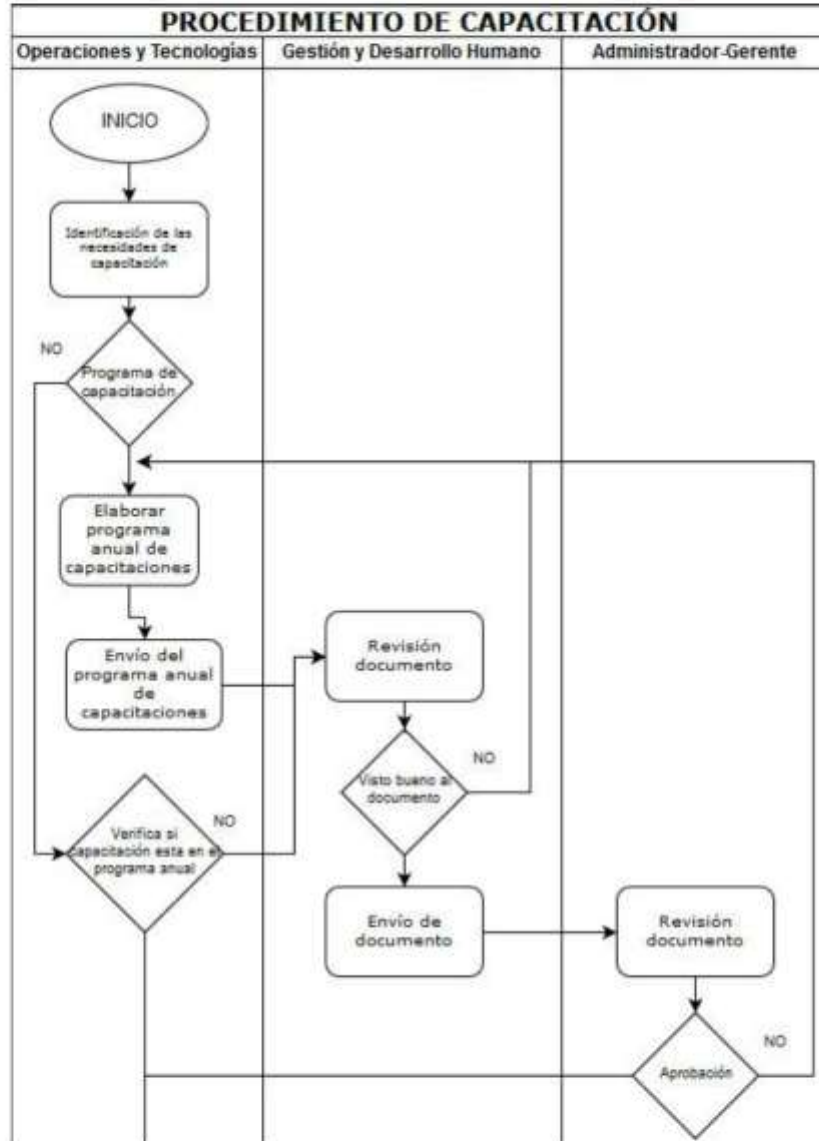 PROCEDIMIENTO DE CAPACITACIÓN
Operaciones y Tecnologías
Gestión y Desarrollo Humano
Administrador-Gerente
INICIO
Identificación de las
necesidades de
capacitación
NO
Programa de
capacitación
Elaborar
programa
anual de
capacitaciones
Envío del
programa anual
de
capacitaciones
Revisión
documento
Visto bueno al
documento
NO
Verifica si
capacitación esta en el
programa anual
NO
Envío de
documento
Revisión
documento
Aprobación
NO